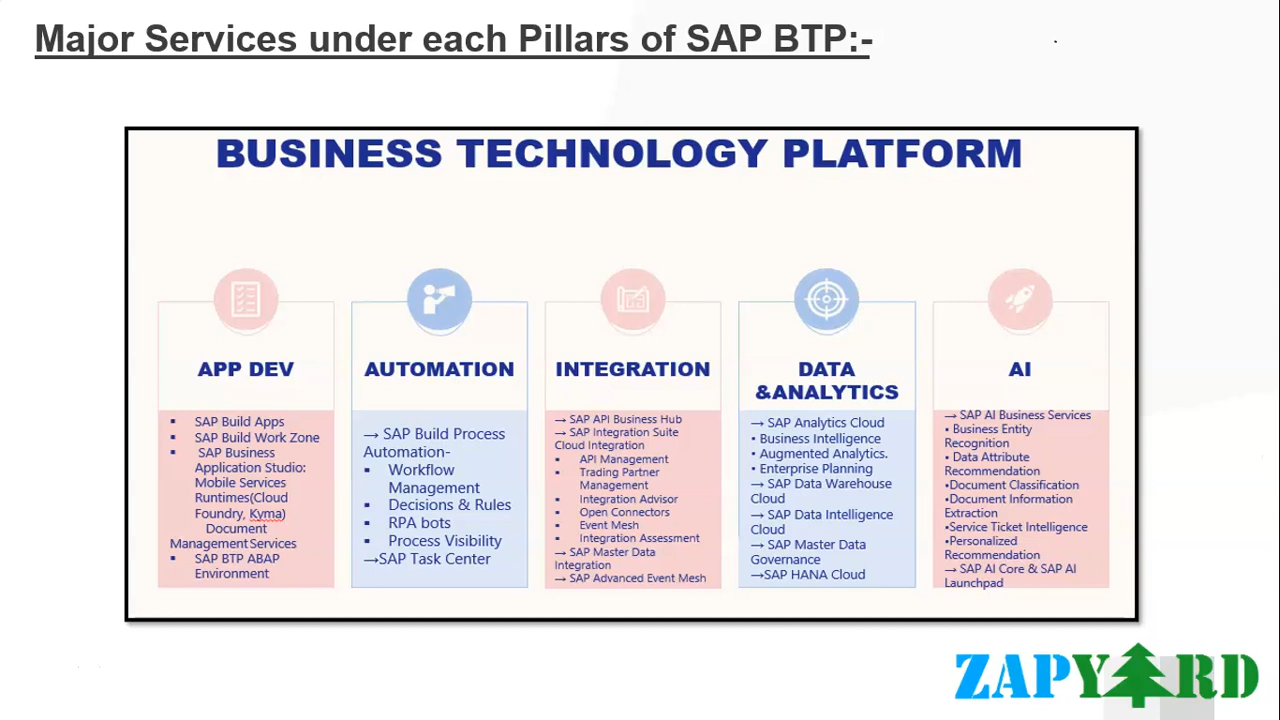 Major Services under each Pillars of SAP BTP:-
BUSINESS TECHNOLOGY PLATFORM
APP DEV
▪ SAP Build Apps
▪ SAP Build Work Zone
▪ SAP Business
Application Studio:
Mobile Services
Runtimes(Cloud
Foundry, Kyma)
Document
Management Services
▪ SAP BTP ABAP
Environment
AUTOMATION
→ SAP Build Process
Automation-
▪ Workflow
Management
▪ Decisions & Rules
▪ RPA bots
▪ Process Visibility
→SAP Task Center
INTEGRATION
→ SAP API Business Hub
→ SAP Integration Suite
Cloud Integration
▪ API Management
▪ Trading Partner
Management
▪ Integration Advisor
▪ Open Connectors
▪ Event Mesh
▪ Integration Assessment
→ SAP Master Data
Integration
→ SAP Advanced Event Mesh
DATA
&ANALYTICS
→ SAP Analytics Cloud
• Business Intelligence
• Augmented Analytics.
• Enterprise Planning
→ SAP Data Warehouse
Cloud
→ SAP Data Intelligence
Cloud
→ SAP Master Data
Governance
→SAP HANA Cloud
AI
→ SAP AI Business Services
• Business Entity
Recognition
• Data Attribute
Recommendation
•Document Classification
•Document Information
Extraction
•Service Ticket Intelligence
•Personalized
Recommendation
→ SAP AI Core & SAP AI
Launchpad
ZAPYARD